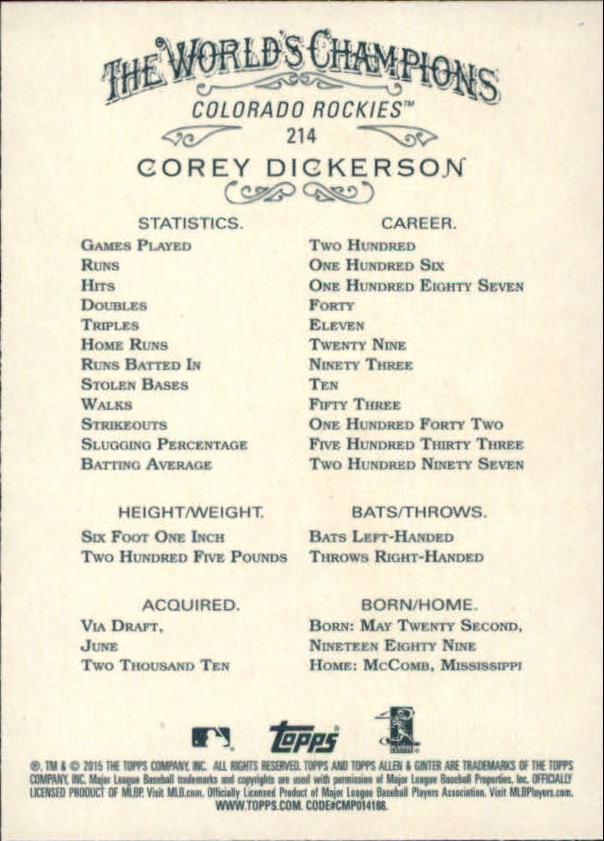 THE WORLD'S CHAMPIONS
COLORADO ROCKIES™
214
COREY DICKERSON
STATISTICS. CAREER.
GAMES PLAYED TWO HUNDRED
RUNS ONE HUNDRED SIX
HITS ONE HUNDRED EIGHTY SEVEN
DOUBLES FORTY
TRIPLES ELEVEN
HOME RUNS TWENTY NINE
RUNS BATTED IN NINETY THREE
STOLEN BASES TEN
WALKS FIFTY THREE
STRIKEOUTS ONE HUNDRED FORTY TWO
SLUGGING PERCENTAGE FIVE HUNDRED THIRTY THREE
BATTING AVERAGE TWO HUNDRED NINETY SEVEN
HEIGHT/WEIGHT. BATS/THROWS.
SIX FOOT ONE INCH BATS LEFT-HANDED
TWO HUNDRED FIVE POUNDS THROWS RIGHT-HANDED
ACQUIRED. BORN/HOME.
VIA DRAFT, BORN: MAY TWENTY SECOND,
JUNE NINETEEN EIGHTY NINE
TWO THOUSAND TEN HOME: MCCOMB, MISSISSIPPI
Topps
®, TM & © 2015 THE TOPPS COMPANY, INC. ALL RIGHTS RESERVED. TOPPS AND TOPPS ALLEN & GINTER ARE TRADEMARKS OF THE TOPPS
COMPANY, INC. Major League Baseball trademarks and copyrights are used with permission of Major League Baseball Properties, Inc. OFFICIALLY
LICENSED PRODUCT OF MLBP. Visit MLB.com. Officially Licensed Product of Major League Baseball Players Association. Visit MLBPlayers.com.
WWW.TOPPS.COM. CODE#CMP014188.